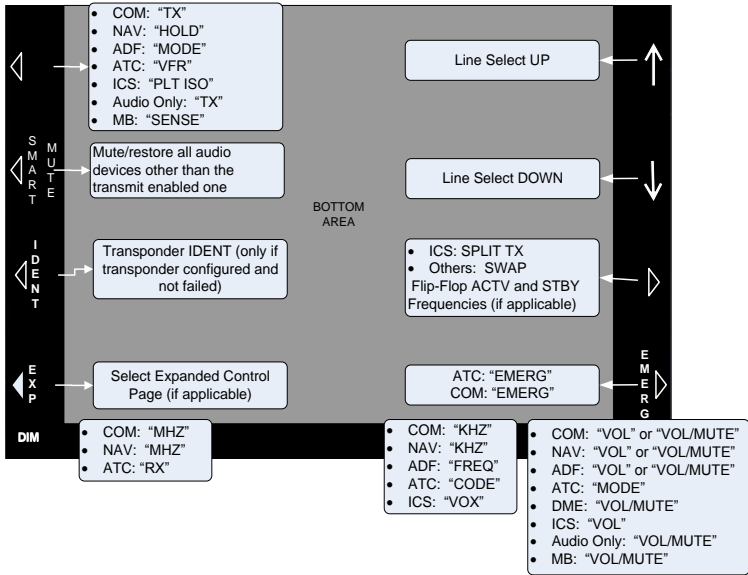 • COM: “TX”
• NAV: “HOLD”
• ADF: “MODE”
• ATC: “VFR”
• ICS: “PLT ISO”
• Audio Only: “TX”
• MB: “SENSE”
Line Select UP
SMART
MUTE
Mute/restore all audio
devices other than the
transmit enabled one
Line Select DOWN
BOTTOM
AREA
IDENT
Transponder IDENT (only if
transponder configured and
not failed)
• ICS: SPLIT TX
• Others: SWAP
Flip-Flop ACTV and STBY
Frequencies (if applicable)
EXP
Select Expanded Control
Page (if applicable)
ATC: “EMERG”
COM: “EMERG”
EMERG
DIM
• COM: “MHZ”
• NAV: “MHZ”
• ATC: “RX”
• COM: “KHZ”
• NAV: “KHZ”
• ADF: “FREQ”
• ATC: “CODE”
• ICS: “VOX”
• COM: “VOL” or “VOL/MUTE”
• NAV: “VOL” or “VOL/MUTE”
• ADF: “VOL” or “VOL/MUTE”
• ATC: “MODE”
• DME: “VOL/MUTE”
• ICS: “VOL”
• Audio Only: “VOL/MUTE”
• MB: “VOL/MUTE”